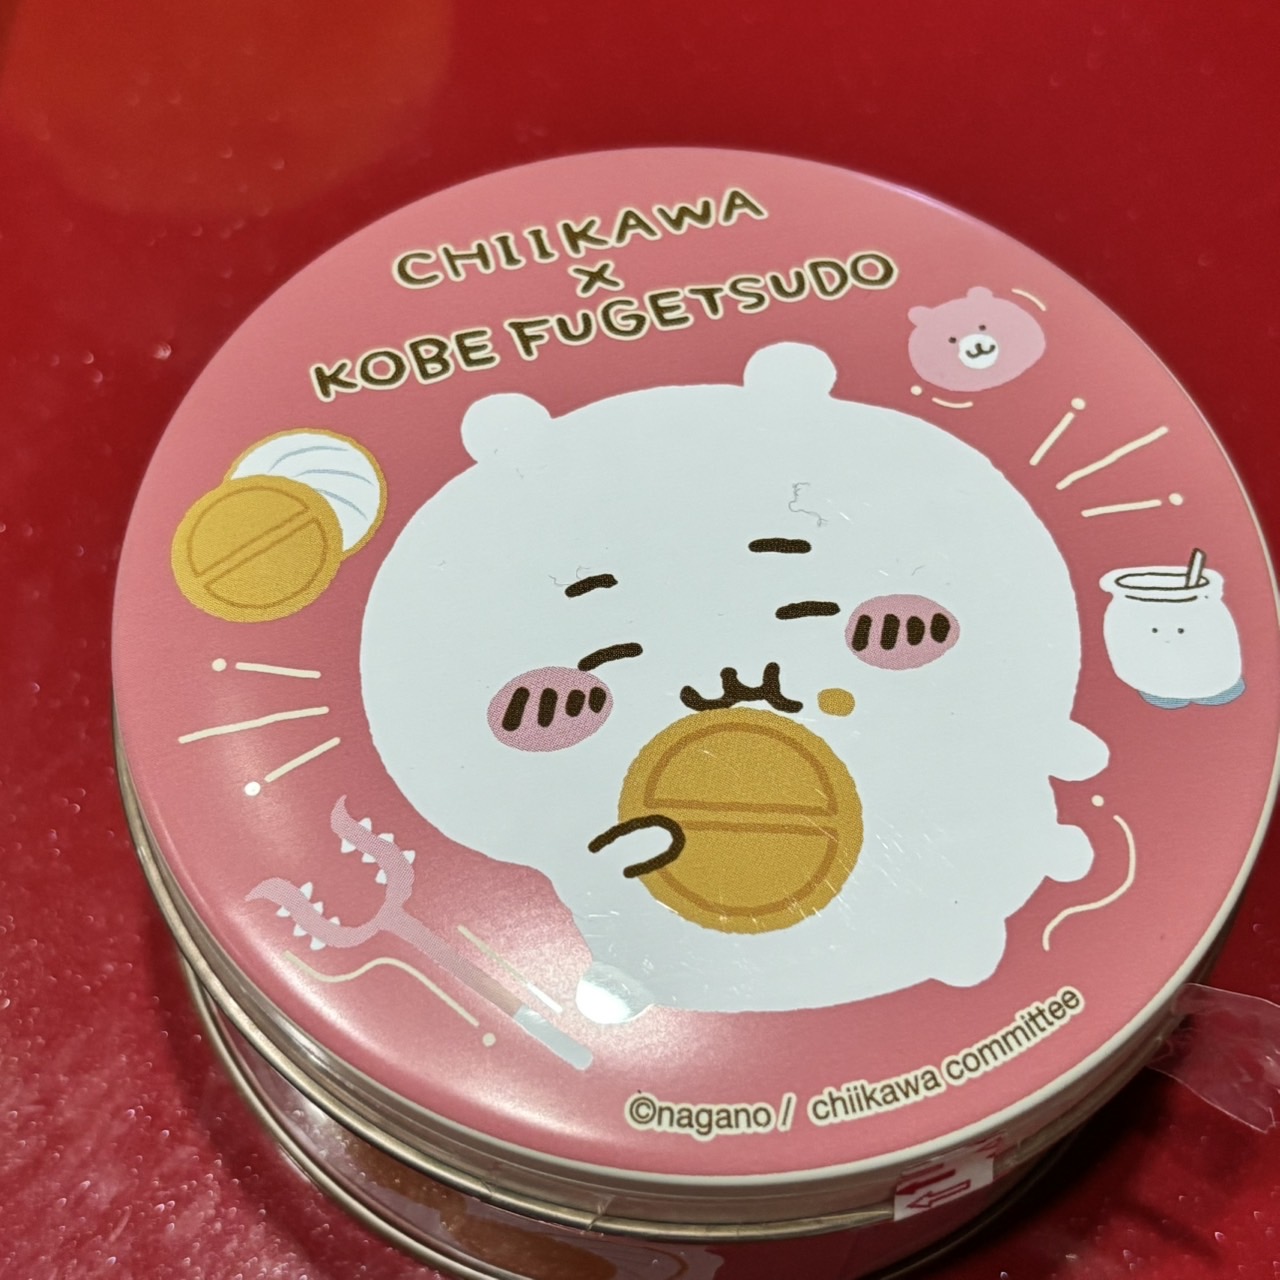 CHIIKAWA
×
KOBE FUGETSUDO
©nagano / chiikawa committee